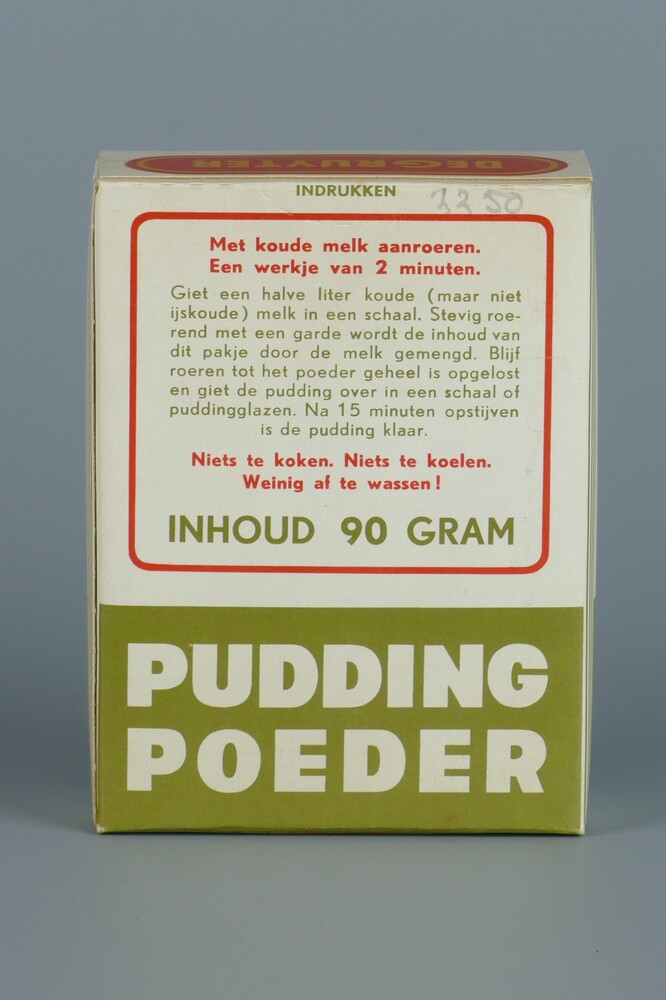 DE GRUYTER
INDRUKKEN
2250
Met koude melk aanroeren.
Een werkje van 2 minuten.
Giet een halve liter koude (maar niet
ijskoude) melk in een schaal. Stevig roe-
rend met een garde wordt de inhoud van
dit pakje door de melk gemengd. Blijf
roeren tot het poeder geheel is opgelost
en giet de pudding over in een schaal of
puddingglazen. Na 15 minuten opstijven
is de pudding klaar.
Niets te koken. Niets te koelen.
Weinig af te wassen!
INHOUD 90 GRAM
PUDDING
POEDER